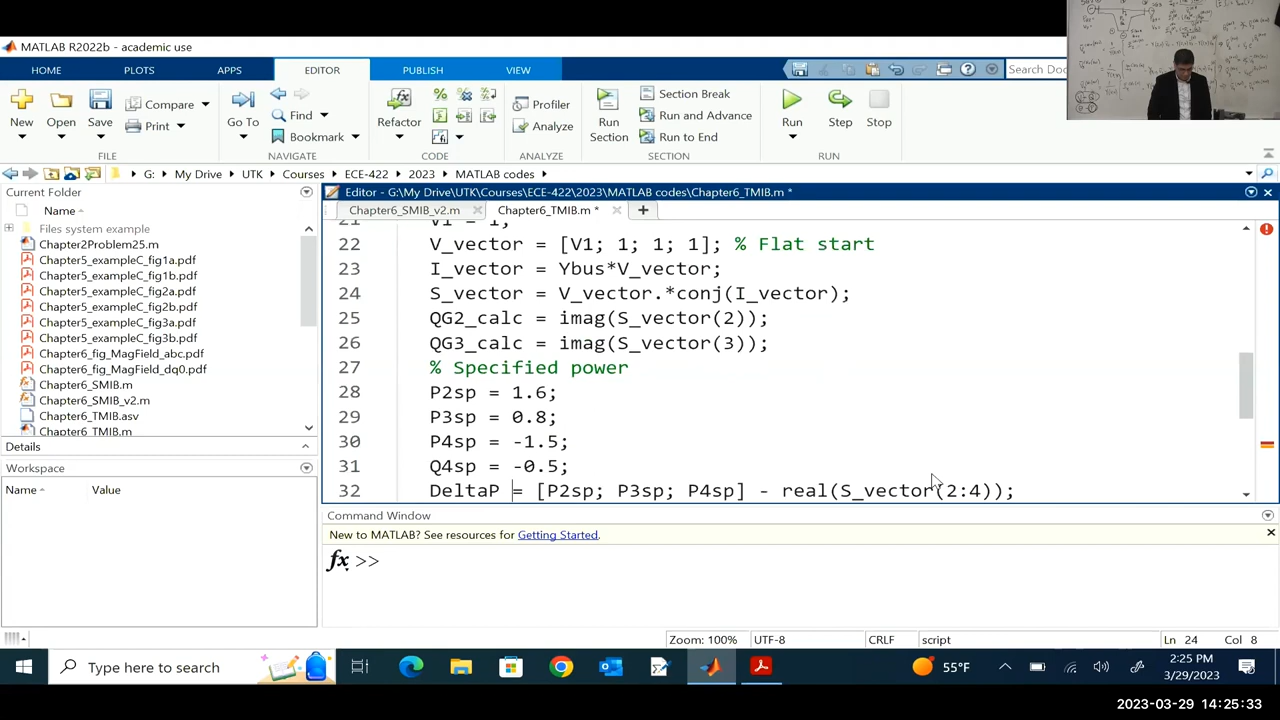 MATLAB R2022b - academic use
HOME PLOTS APPS EDITOR PUBLISH VIEW Search Doc
New Open Save Compare Print Go To Find Bookmark Refactor Profiler Analyze Run Section Section Break Run and Advance Run to End Run Step Stop
FILE NAVIGATE CODE ANALYZE SECTION RUN
G: My Drive UTK Courses ECE-422 2023 MATLAB codes
Current Folder
Name
Files system example
Chapter2Problem25.m
Chapter5_exampleC_fig1a.pdf
Chapter5_exampleC_fig1b.pdf
Chapter5_exampleC_fig2a.pdf
Chapter5_exampleC_fig2b.pdf
Chapter5_exampleC_fig3a.pdf
Chapter5_exampleC_fig3b.pdf
Chapter6_fig_MagField_abc.pdf
Chapter6_fig_MagField_dq0.pdf
Chapter6_SMIB.m
Chapter6_SMIB_v2.m
Chapter6_TMIB.asv
Chapter6_TMIB.m
Details
Workspace
Name Value
Editor - G:\My Drive\UTK\Courses\ECE-422\2023\MATLAB codes\Chapter6_TMIB.m *
Chapter6_SMIB_v2.m Chapter6_TMIB.m *
21 V1 = 1;
22 V_vector = [V1; 1; 1; 1]; % Flat start
23 I_vector = Ybus*V_vector;
24 S_vector = V_vector.*conj(I_vector);
25 QG2_calc = imag(S_vector(2));
26 QG3_calc = imag(S_vector(3));
27 % Specified power
28 P2sp = 1.6;
29 P3sp = 0.8;
30 P4sp = -1.5;
31 Q4sp = -0.5;
32 DeltaP = [P2sp; P3sp; P4sp] - real(S_vector(2:4));
Command Window
New to MATLAB? See resources for Getting Started.
fx >>
Zoom: 100% UTF-8 CRLF script Ln 24 Col 8
Type here to search
55°F
2:25 PM
3/29/2023
2023-03-29 14:25:33